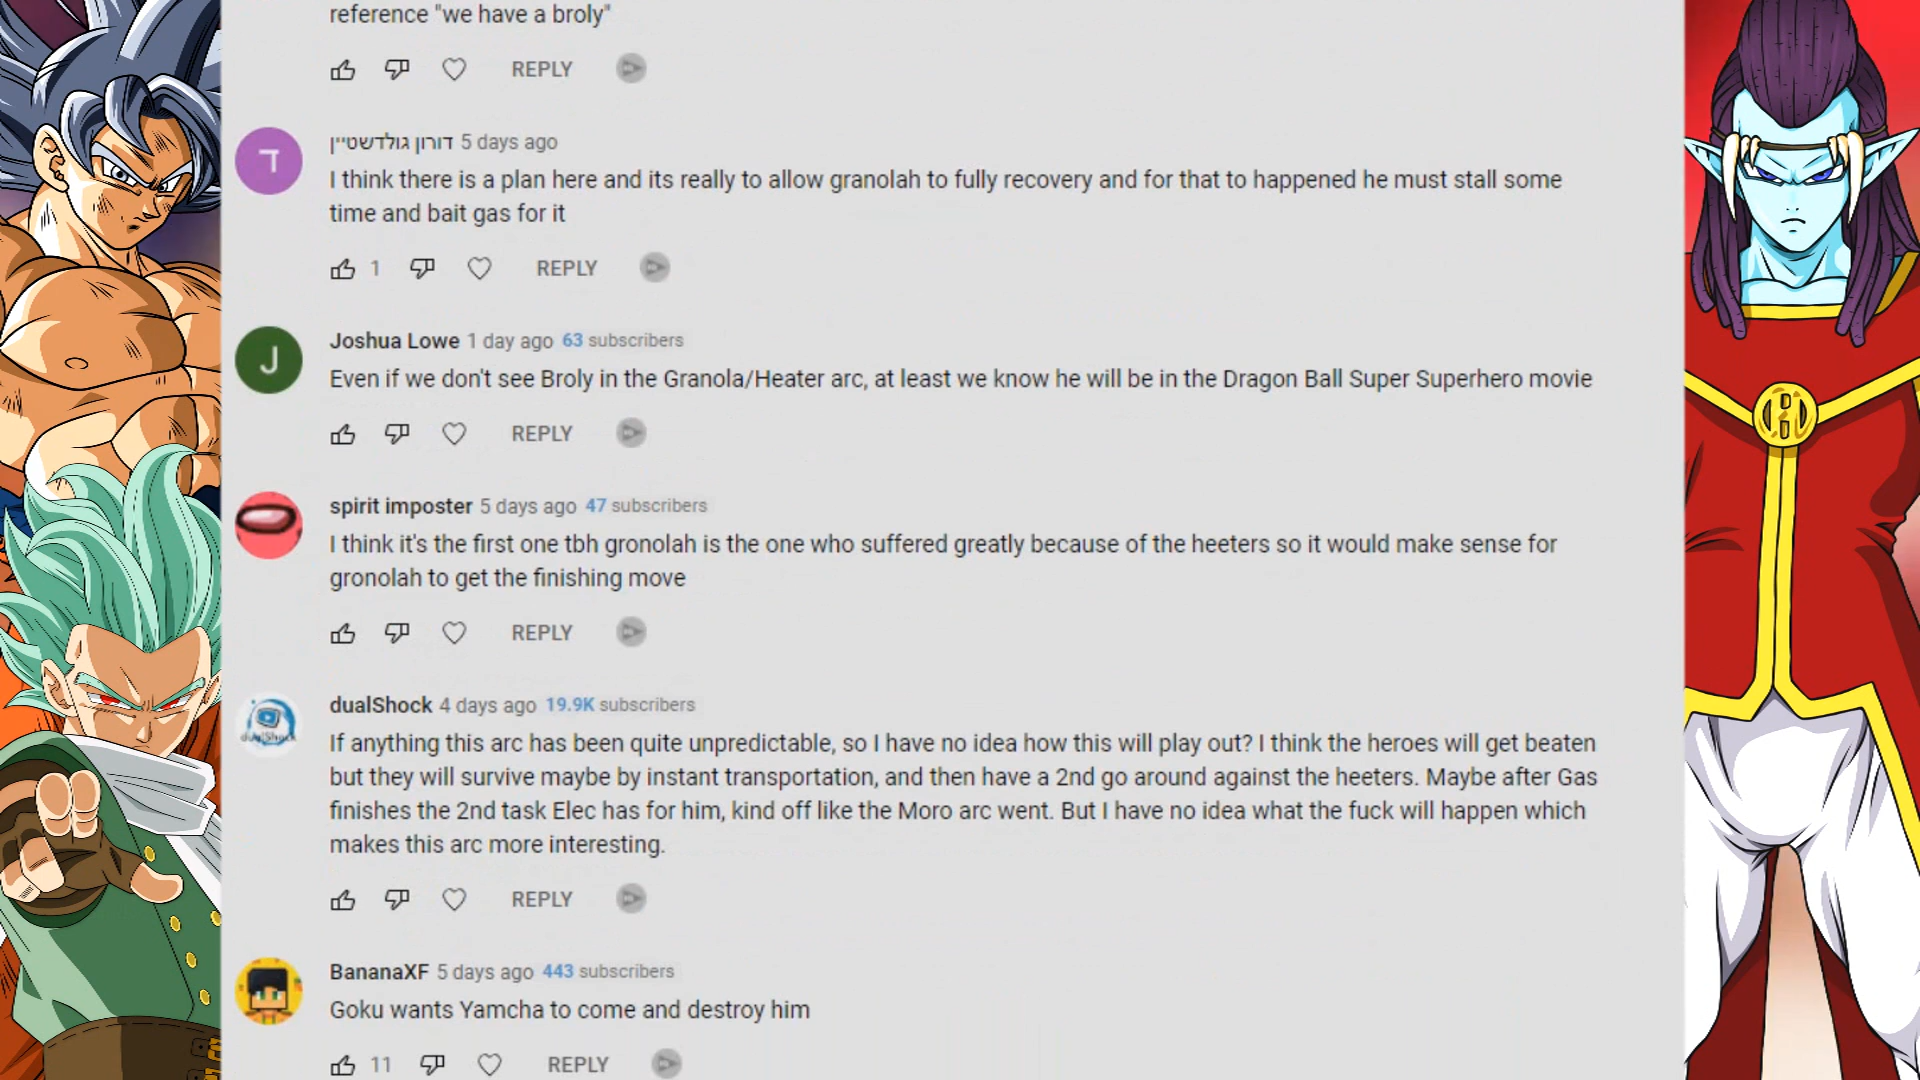 reference "we have a broly"
REPLY
ד
דורון גולדשטיין 5 days ago
I think there is a plan here and its really to allow granolah to fully recovery and for that to happened he must stall some
time and bait gas for it
1 REPLY
J
Joshua Lowe 1 day ago 63 subscribers
Even if we don't see Broly in the Granola/Heater arc, at least we know he will be in the Dragon Ball Super Superhero movie
REPLY
spirit imposter 5 days ago 47 subscribers
I think it's the first one tbh gronolah is the one who suffered greatly because of the heeters so it would make sense for
gronolah to get the finishing move
REPLY
dualShock
dualShock 4 days ago 19.9K subscribers
If anything this arc has been quite unpredictable, so I have no idea how this will play out? I think the heroes will get beaten
but they will survive maybe by instant transportation, and then have a 2nd go around against the heeters. Maybe after Gas
finishes the 2nd task Elec has for him, kind off like the Moro arc went. But I have no idea what the fuck will happen which
makes this arc more interesting.
REPLY
BananaXF 5 days ago 443 subscribers
Goku wants Yamcha to come and destroy him
11 REPLY